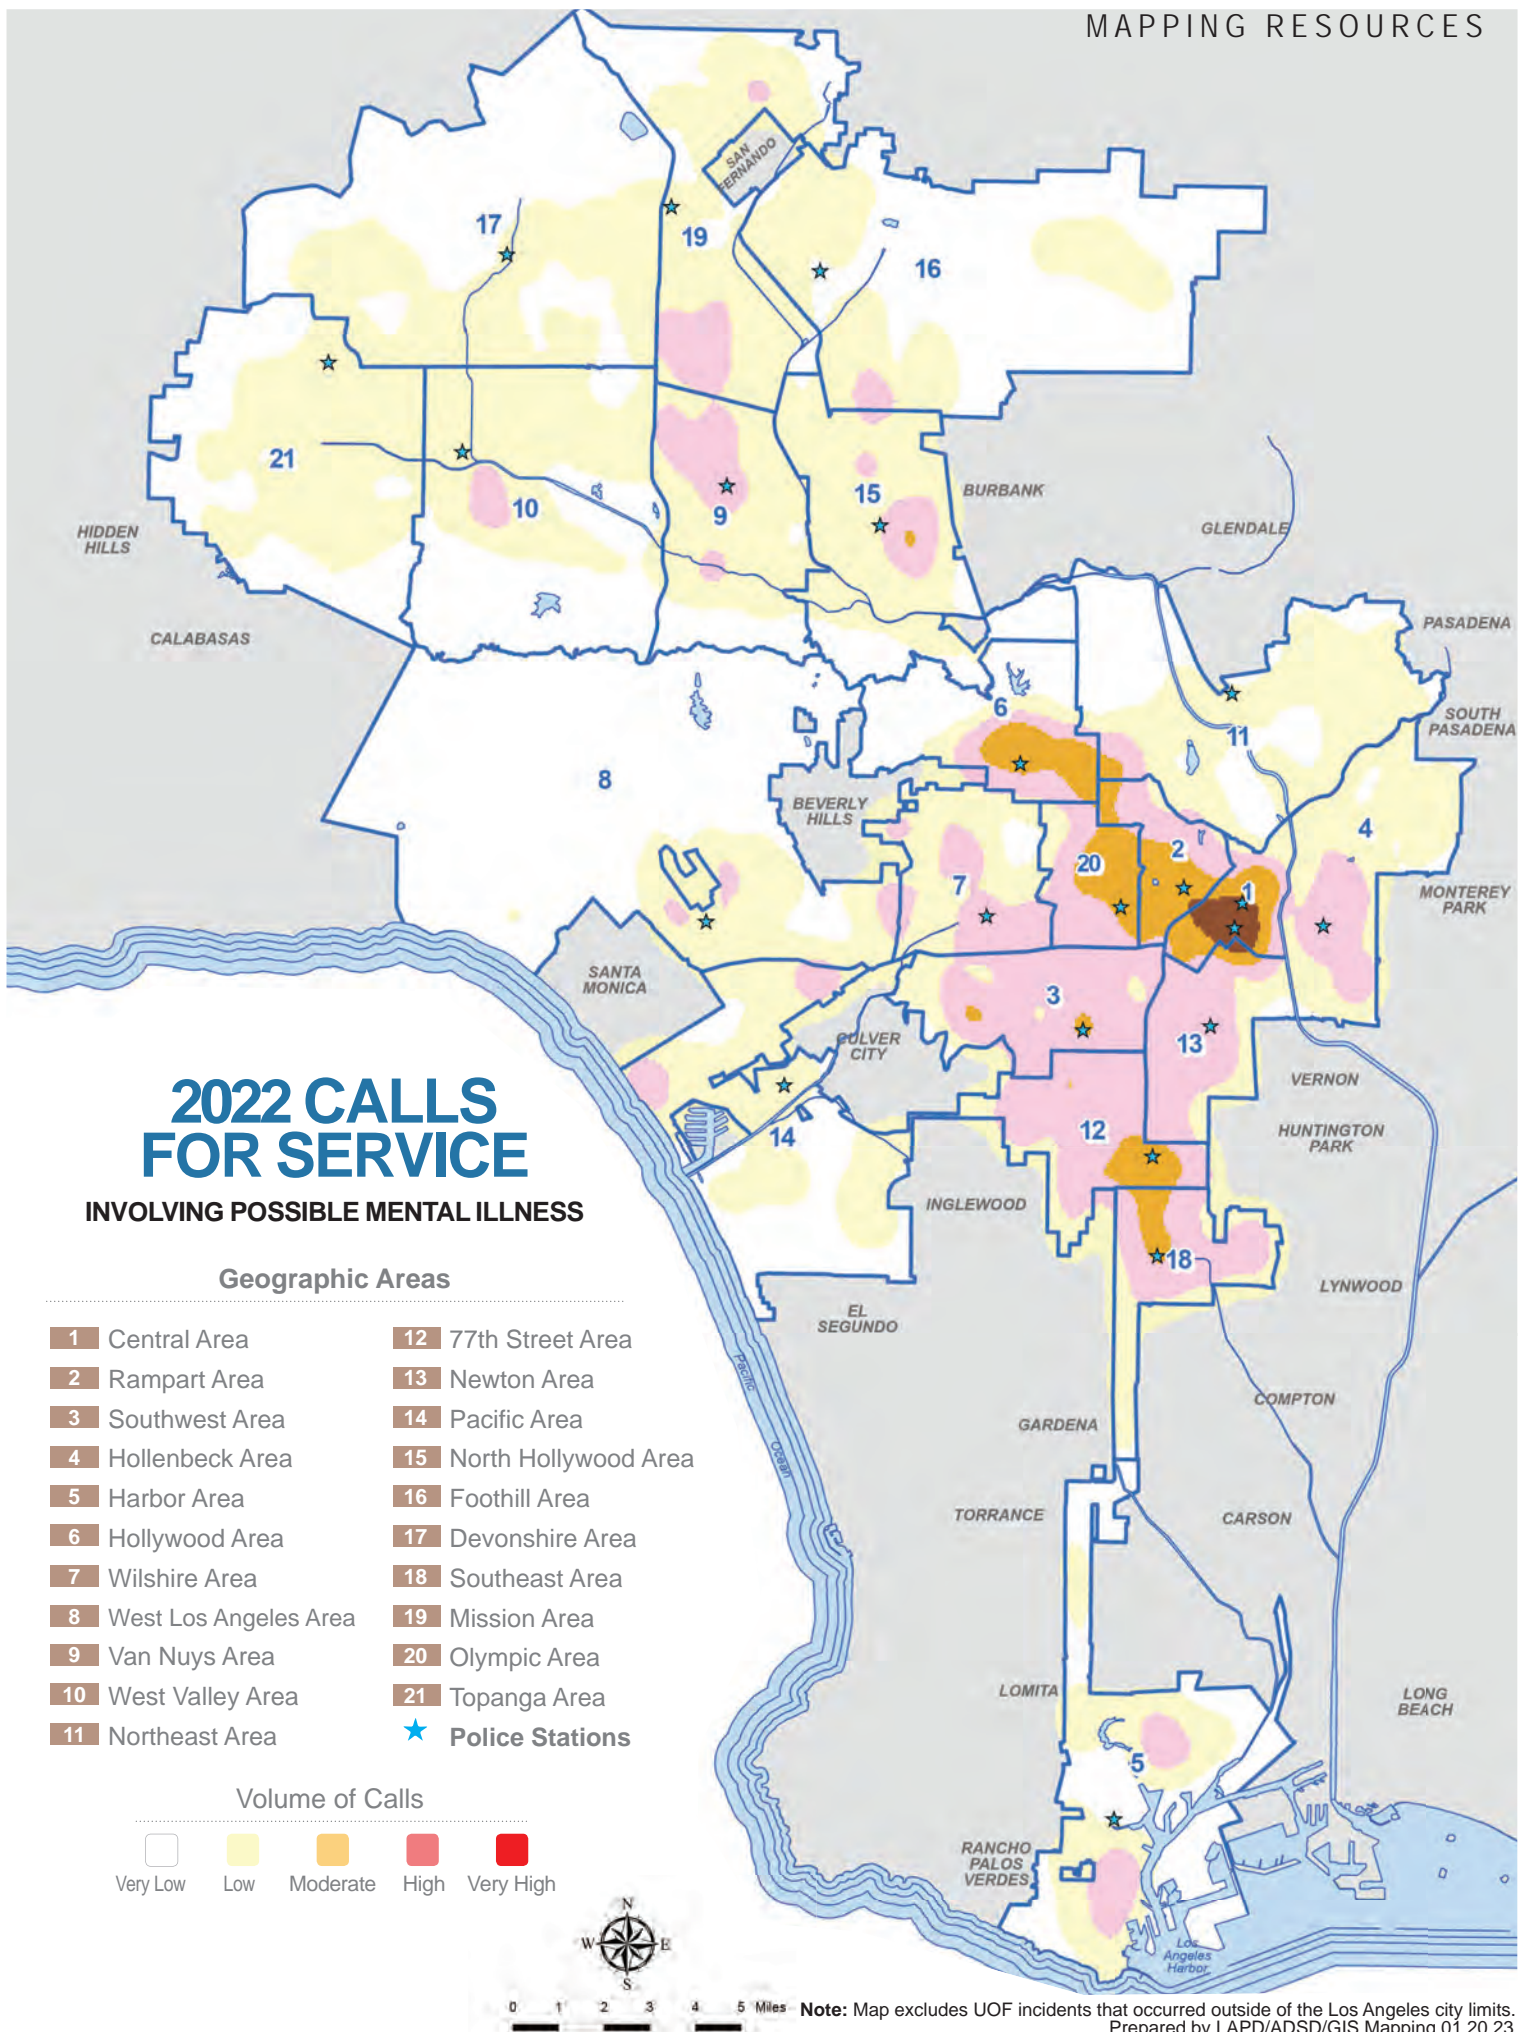 MAPPING RESOURCES
SAN
FERNANDO
17
19
16
21
10
9
15
BURBANK
GLENDALE
HIDDEN
HILLS
CALABASAS
PASADENA
6
11
SOUTH
PASADENA
8
BEVERLY
HILLS
4
2
20
7
1
MONTEREY
PARK
SANTA
MONICA
3
CULVER
CITY
13
VERNON
14
12
HUNTINGTON
PARK
INGLEWOOD
18
LYNWOOD
EL
SEGUNDO
Pacific
Ocean
COMPTON
GARDENA
TORRANCE
CARSON
LOMITA
LONG
BEACH
5
RANCHO
PALOS
VERDES
Los
Angeles
Harbor
2022 CALLS
FOR SERVICE
INVOLVING POSSIBLE MENTAL ILLNESS
Geographic Areas
1 Central Area
2 Rampart Area
3 Southwest Area
4 Hollenbeck Area
5 Harbor Area
6 Hollywood Area
7 Wilshire Area
8 West Los Angeles Area
9 Van Nuys Area
10 West Valley Area
11 Northeast Area
12 77th Street Area
13 Newton Area
14 Pacific Area
15 North Hollywood Area
16 Foothill Area
17 Devonshire Area
18 Southeast Area
19 Mission Area
20 Olympic Area
21 Topanga Area
Police Stations
Volume of Calls
Very Low Low Moderate High Very High
N
W E
S
0 1 2 3 4 5 Miles
Note: Map excludes UOF incidents that occurred outside of the Los Angeles city limits.
Prepared by LAPD/ADSD/GIS Mapping 01.20.23